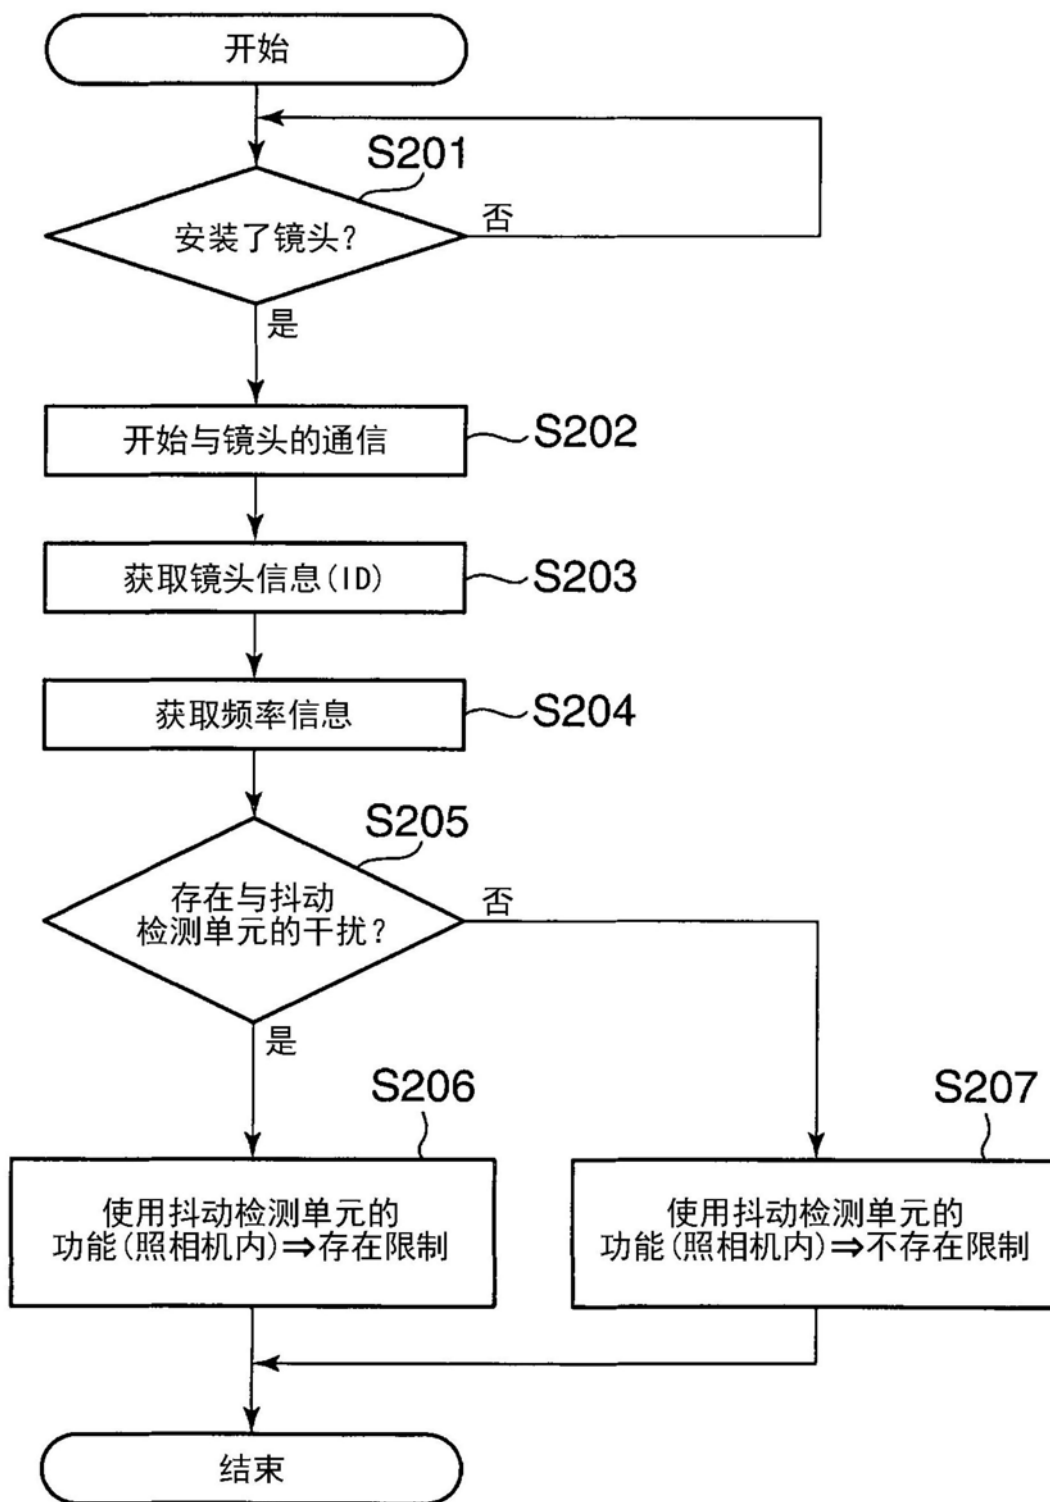 开始
S201
安装了镜头?
否
是
开始与镜头的通信
S202
获取镜头信息(ID)
S203
获取频率信息
S204
S205
存在与抖动
检测单元的干扰?
否
是
S206
S207
使用抖动检测单元的
功能(照相机内)⇒存在限制
使用抖动检测单元的
功能(照相机内)⇒不存在限制
结束